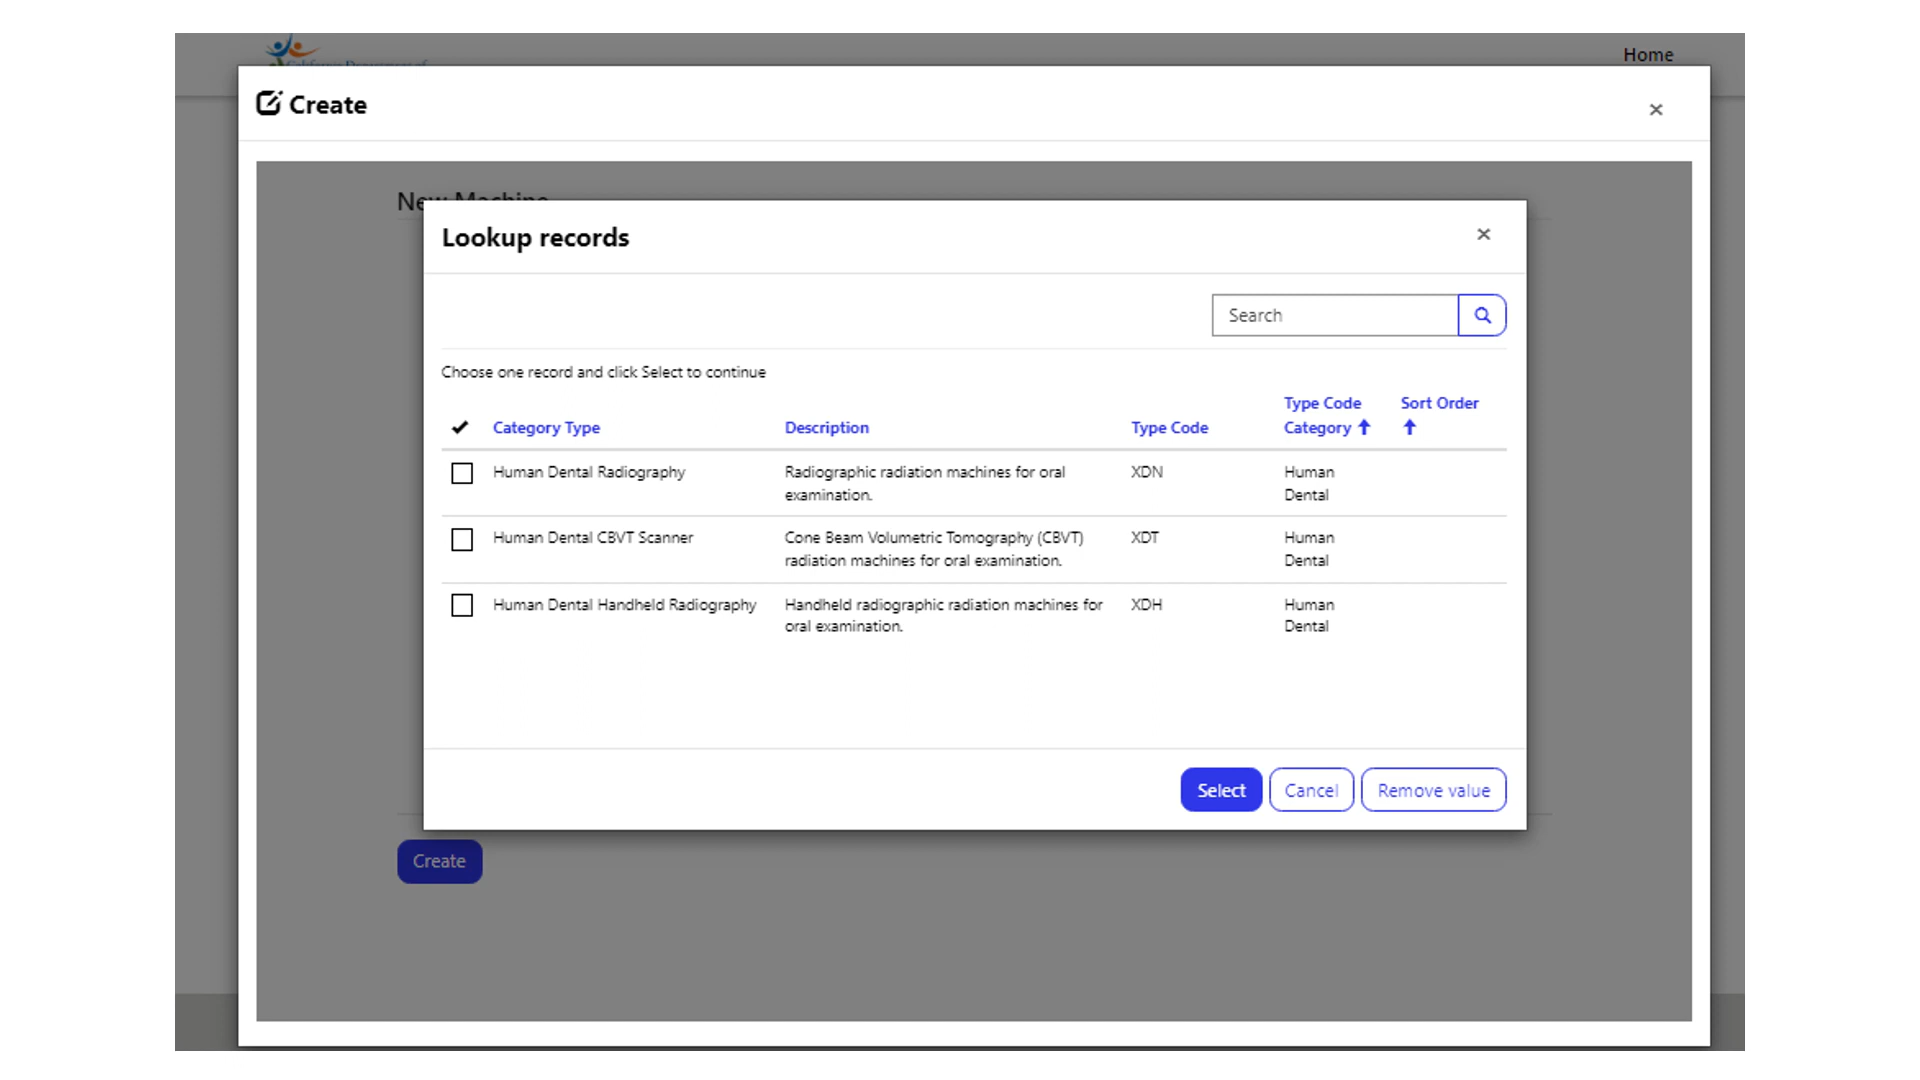 Home
Create
×
New Machine
Lookup records
×
Search
Choose one record and click Select to continue
Category Type Description Type Code Type Code Category Sort Order
Human Dental Radiography Radiographic radiation machines for oral XDN Human
examination. Dental
Human Dental CBVT Scanner Cone Beam Volumetric Tomography (CBVT) XDT Human
radiation machines for oral examination. Dental
Human Dental Handheld Radiography Handheld radiographic radiation machines for XDH Human
oral examination. Dental
Select Cancel Remove value
Create